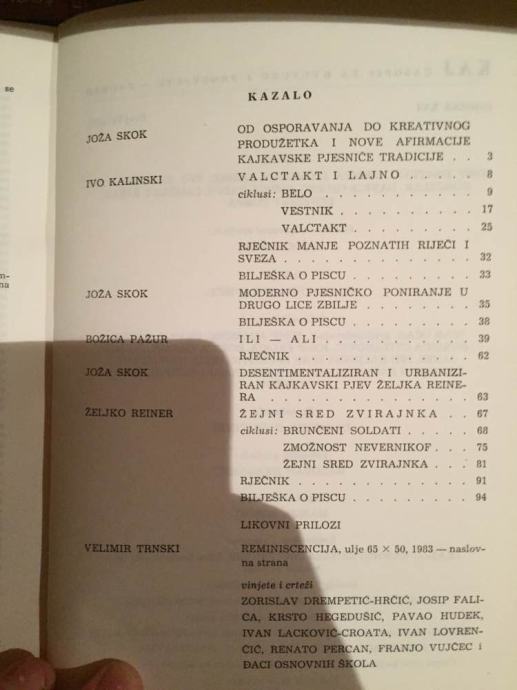 se
m-
na
KAZALO
JOŽA SKOK OD OSPORAVANJA DO KREATIVNOG
PRODUŽETKA I NOVE AFIRMACIJE
KAJKAVSKE PJESNIČE TRADICIJE . . 3
IVO KALINSKI VALCTAKT I LAJNO . . . . . . 8
ciklusi: BELO . . . . . . . . . . . . 9
VESTNIK . . . . . . . . . . 17
VALCTAKT . . . . . . . . . 25
RJEČNIK MANJE POZNATIH RIJEČI I
SVEZA . . . . . . . . . . . . . . . 32
BILJEŠKA O PISCU . . . . . . . . . 33
JOŽA SKOK MODERNO PJESNIČKO PONIRANJE U
DRUGO LICE ZBILJE . . . . . . . . 35
BILJEŠKA O PISCU . . . . . . . . . 38
BOŽICA PAŽUR ILI — ALI . . . . . . . . . . . . 39
RJEČNIK . . . . . . . . . . . . . . 62
JOŽA SKOK DESENTIMENTALIZIRAN I URBANIZI-
RAN KAJKAVSKI PJEV ŽELJKA REINE-
RA . . . . . . . . . . . . . . . . . 63
ŽELJKO REINER ŽEJNI SRED ZVIRAJNKA . . . 67
ciklusi: BRUNČENI SOLDATI . . . . . 68
ZMOŽNOST NEVERNIKOF . . . 75
ŽEJNI SRED ZVIRAJNKA . . . 81
RJEČNIK . . . . . . . . . . . . . . 91
BILJEŠKA O PISCU . . . . . . . . . 94
LIKOVNI PRILOZI
VELIMIR TRNSKI REMINISCENCIJA, ulje 65 × 50, 1983 — naslov-
na strana
vinjete i crteži
ZORISLAV DREMPETIĆ-HRČIĆ, JOSIP FALI-
CA, KRSTO HEGEDUŠIĆ, PAVAO HUDEK,
IVAN LACKOVIĆ-CROATA, IVAN LOVREN-
ČIĆ, RENATO PERCAN, FRANJO VUJČEC i
ĐACI OSNOVNIH ŠKOLA